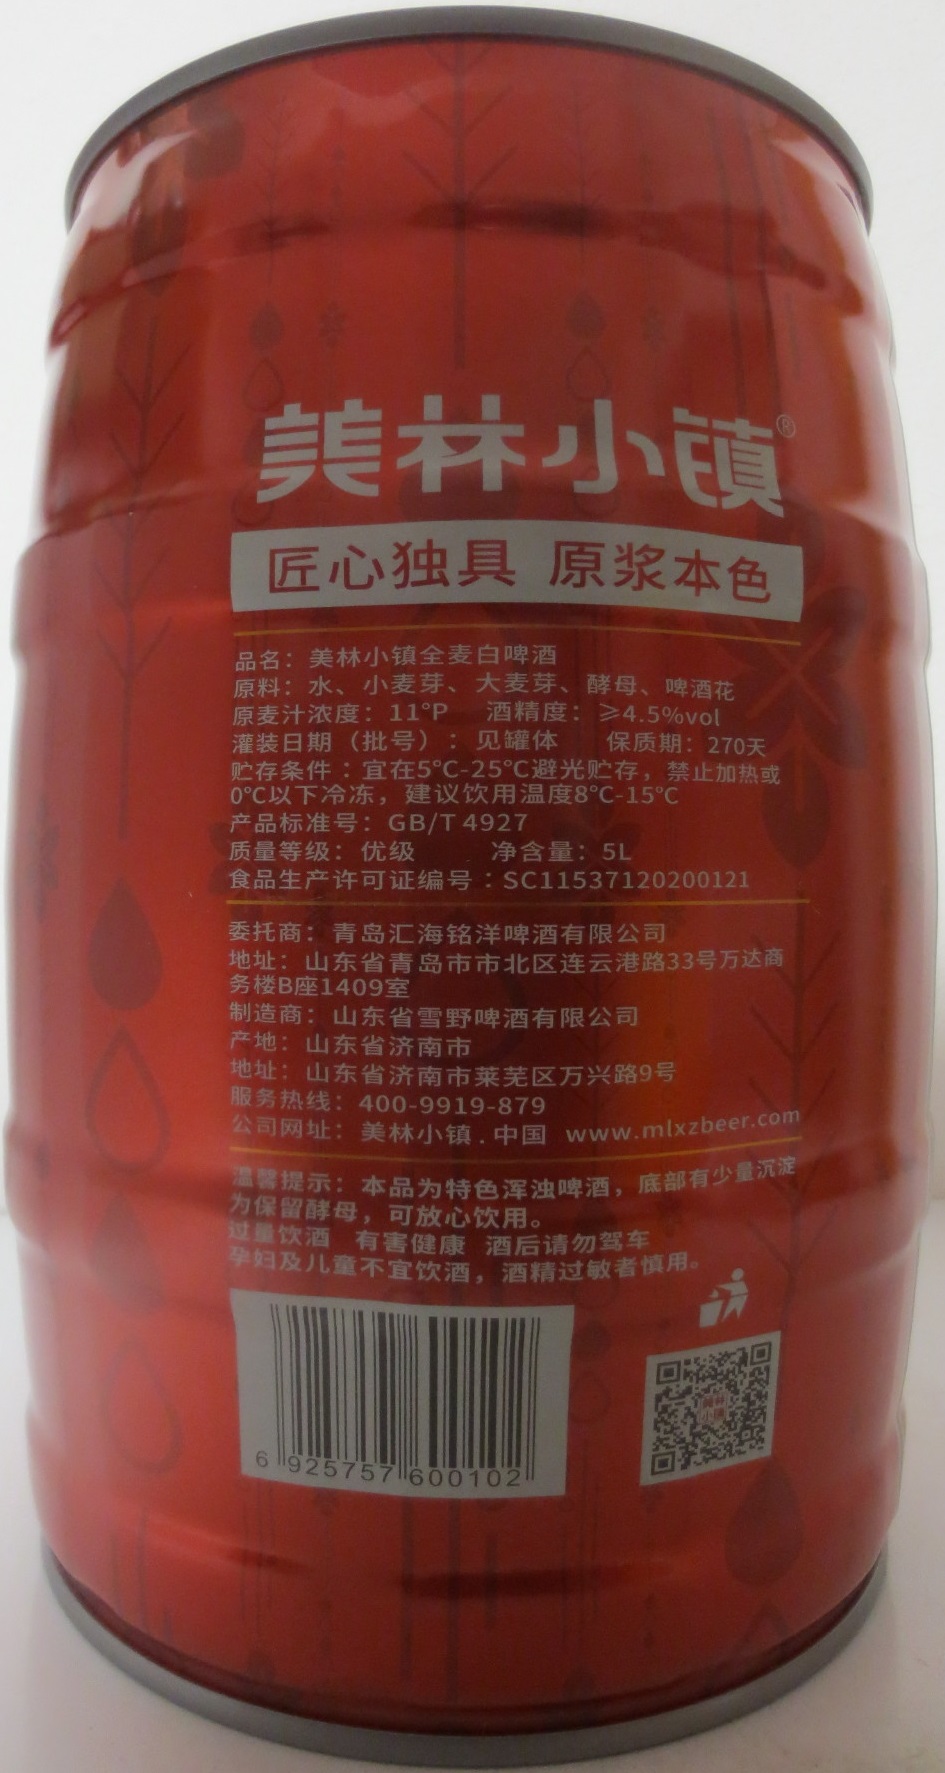 美林小镇®
匠心独具 原浆本色
品名：美林小镇全麦白啤酒
原料：水、小麦芽、大麦芽、酵母、啤酒花
原麦汁浓度：11°P 酒精度：≥4.5%vol
灌装日期（批号）：见罐体 保质期：270天
贮存条件：宜在5℃-25℃避光贮存，禁止加热或
0℃以下冷冻，建议饮用温度8℃-15℃
产品标准号：GB/T 4927
质量等级：优级 净含量：5L
食品生产许可证编号：SC11537120200121
委托商：青岛汇海铭洋啤酒有限公司
地址：山东省青岛市市北区连云港路33号万达商
务楼B座1409室
制造商：山东省雪野啤酒有限公司
产地：山东省济南市
地址：山东省济南市莱芜区万兴路9号
服务热线：400-9919-879
公司网址：美林小镇.中国 www.mlxzbeer.com
温馨提示：本品为特色浑浊啤酒，底部有少量沉淀
为保留酵母，可放心饮用。
过量饮酒 有害健康 酒后请勿驾车
孕妇及儿童不宜饮酒，酒精过敏者慎用。
6 925757 600102
美林
小镇